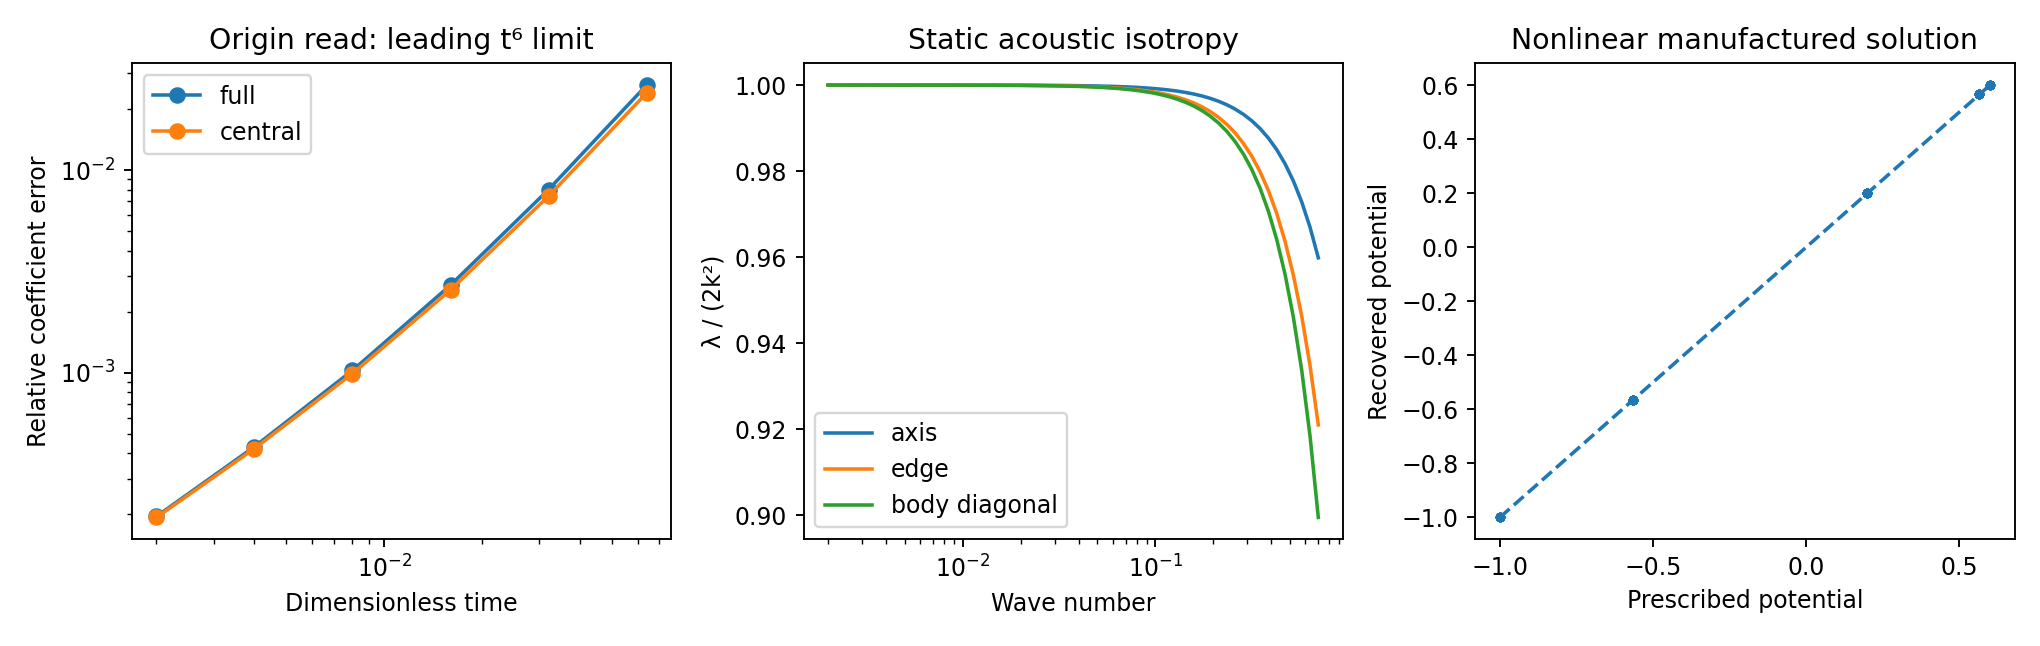 Origin read: leading t⁶ limit
full
central
10⁻²
10⁻³
Relative coefficient error
10⁻²
Dimensionless time
Static acoustic isotropy
1.00
0.98
0.96
0.94
0.92
0.90
λ / (2k²)
axis
edge
body diagonal
10⁻² 10⁻¹
Wave number
Nonlinear manufactured solution
0.6
0.4
0.2
0.0
−0.2
−0.4
−0.6
−0.8
−1.0
Recovered potential
−1.0 −0.5 0.0 0.5
Prescribed potential